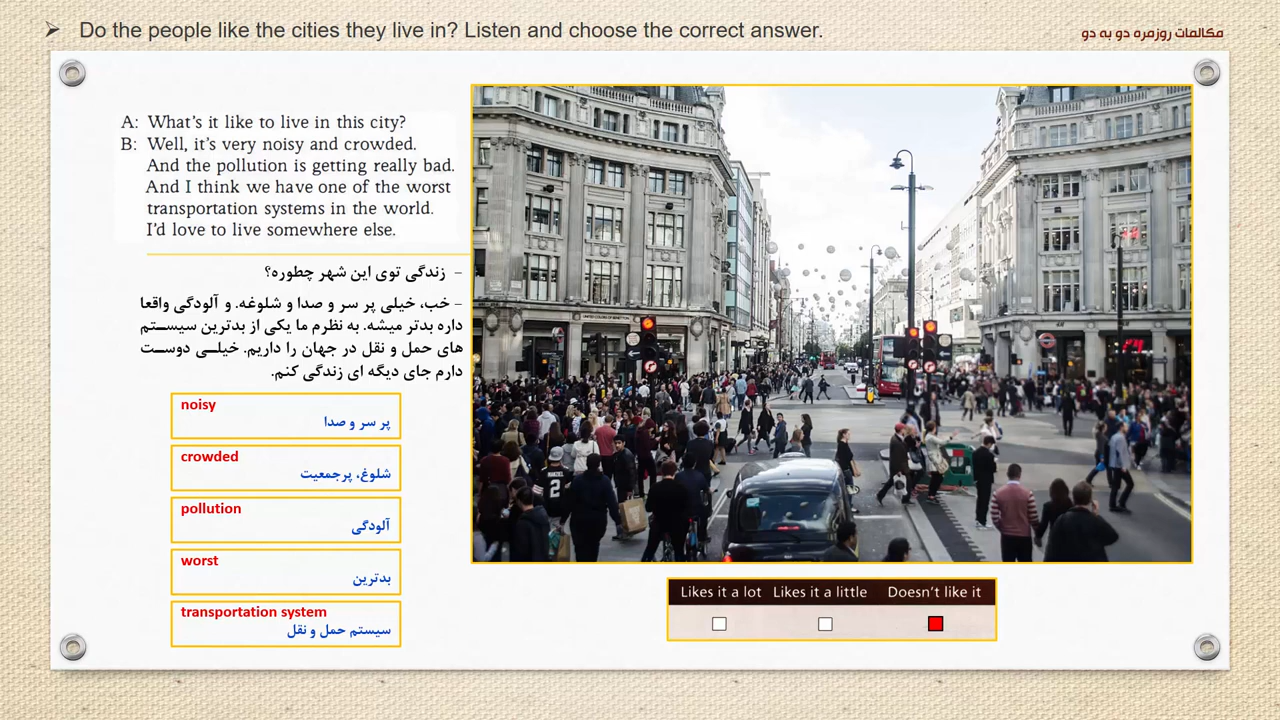 Do the people like the cities they live in? Listen and choose the correct answer.
مکالمات روزمره دو به دو
A: What's it like to live in this city?
B: Well, it's very noisy and crowded.
And the pollution is getting really bad.
And I think we have one of the worst
transportation systems in the world.
I'd love to live somewhere else.
- زندگی توی این شهر چطوره؟
- خب، خیلی پر سر و صدا و شلوغه. و آلودگی واقعا
داره بدتر میشه. به نظرم ما یکی از بدترین سیستم
های حمل و نقل در جهان را داریم. خیلی دوست
دارم جای دیگه ای زندگی کنم.
noisy
پر سر و صدا
crowded
شلوغ، پرجمعیت
pollution
آلودگی
worst
بدترین
transportation system
سیستم حمل و نقل
2
Likes it a lot Likes it a little Doesn't like it